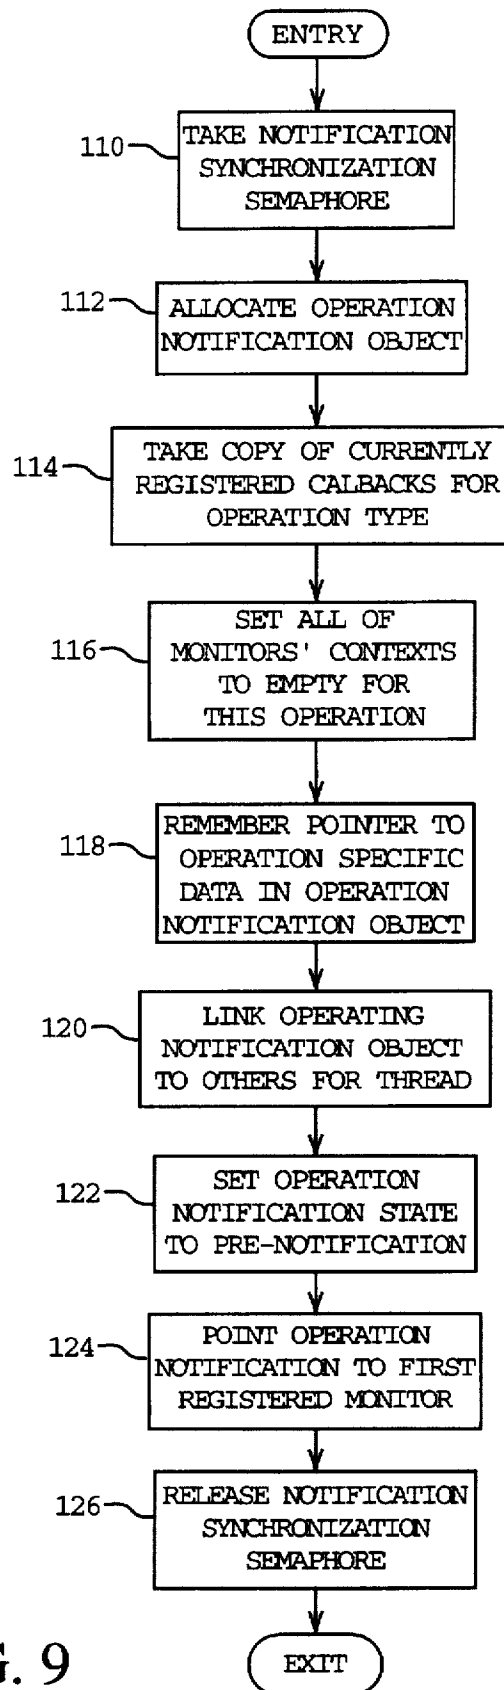 ENTRY
110
TAKE NOTIFICATION
SYNCHRONIZATION
SEMAPHORE
112
ALLOCATE OPERATION
NOTIFICATION OBJECT
114
TAKE COPY OF CURRENTLY
REGISTERED CALBACKS FOR
OPERATION TYPE
116
SET ALL OF
MONITORS' CONTEXTS
TO EMPTY FOR
THIS OPERATION
118
REMEMBER POINTER TO
OPERATION SPECIFIC
DATA IN OPERATION
NOTIFICATION OBJECT
120
LINK OPERATING
NOTIFICATION OBJECT
TO OTHERS FOR THREAD
122
SET OPERATION
NOTIFICATION STATE
TO PRE-NOTIFICATION
124
POINT OPERATION
NOTIFICATION TO FIRST
REGISTERED MONITOR
126
RELEASE NOTIFICATION
SYNCHRONIZATION
SEMAPHORE
EXIT
G. 9